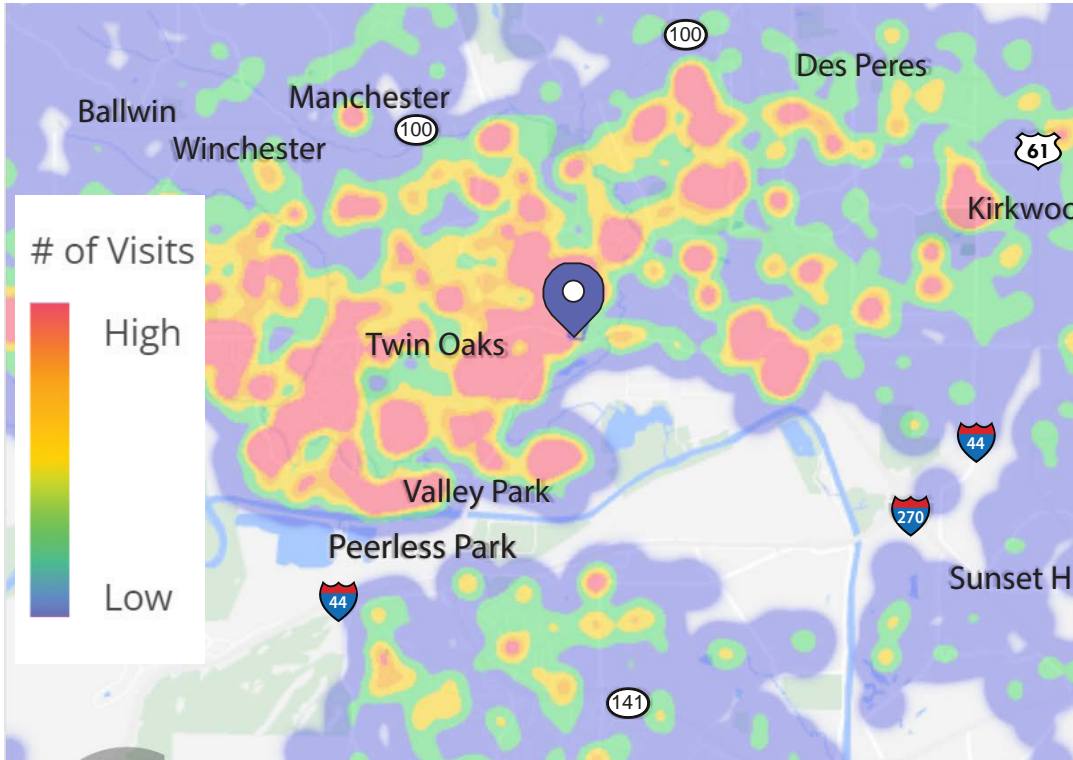 100
Des Peres
Ballwin
Manchester
100
Winchester
61
# of Visits
Kirkwoo
High
Twin Oaks
44
Valley Park
270
Peerless Park
Sunset H
Low
44
141